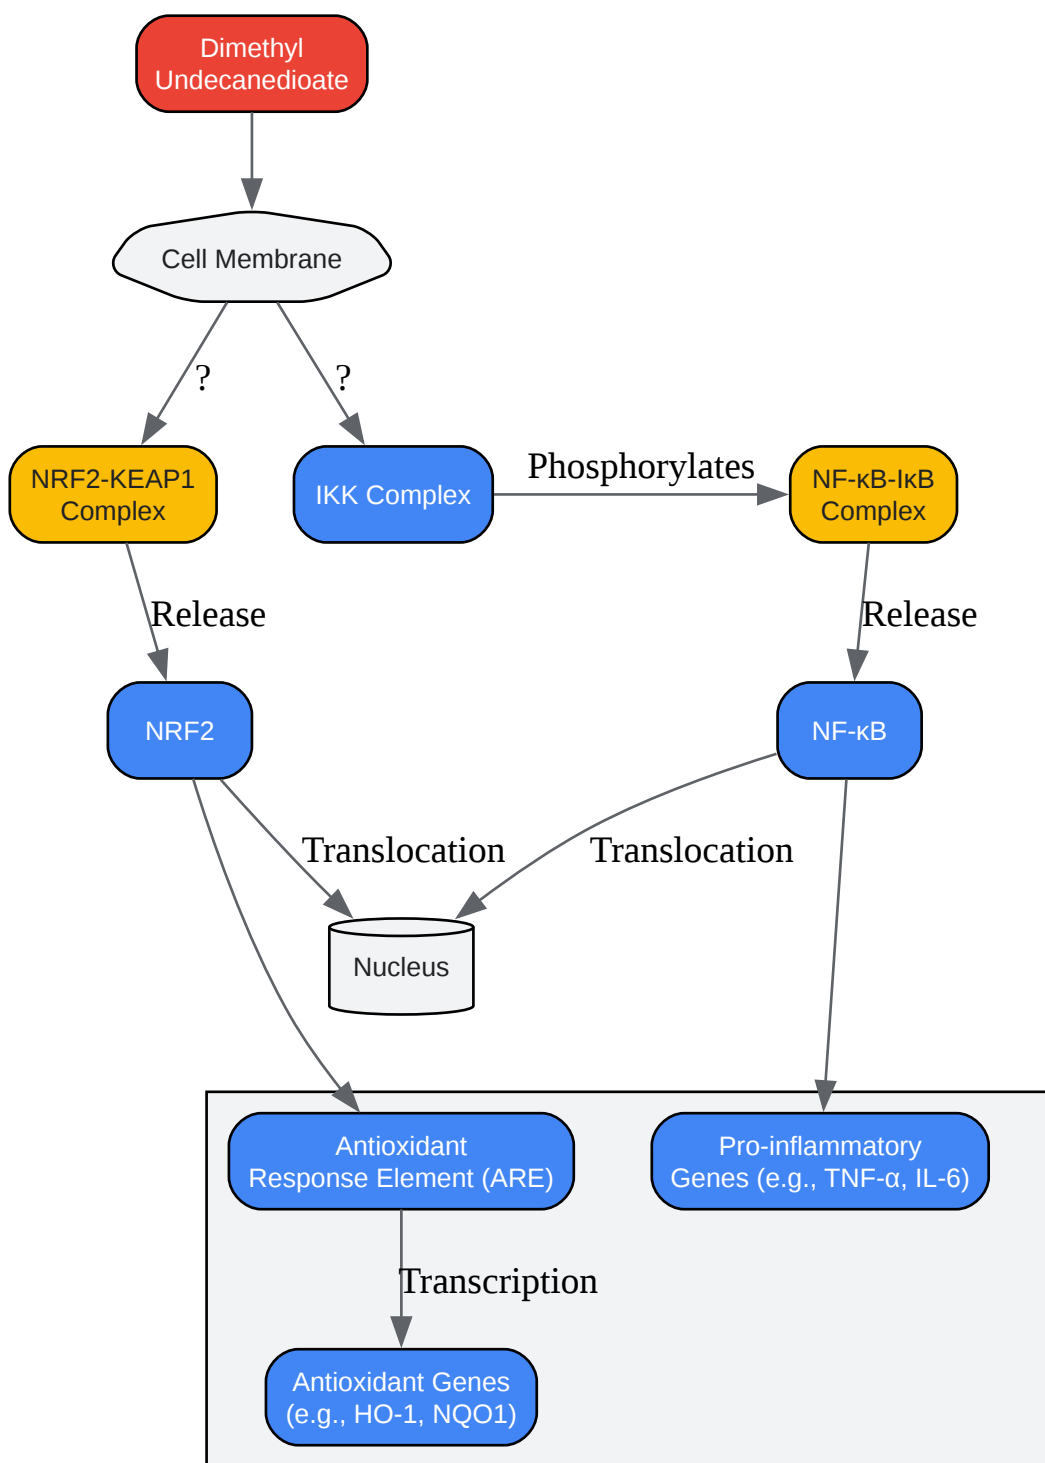 Dimethyl
Undecanedioate
Cell Membrane
?
?
NRF2-KEAP1
Complex
IKK Complex
Phosphorylates
NF-κB-IκB
Complex
Release
Release
NRF2
NF-κB
Translocation
Translocation
Nucleus
Antioxidant
Response Element (ARE)
Pro-inflammatory
Genes (e.g., TNF-α, IL-6)
Transcription
Antioxidant Genes
(e.g., HO-1, NQO1)